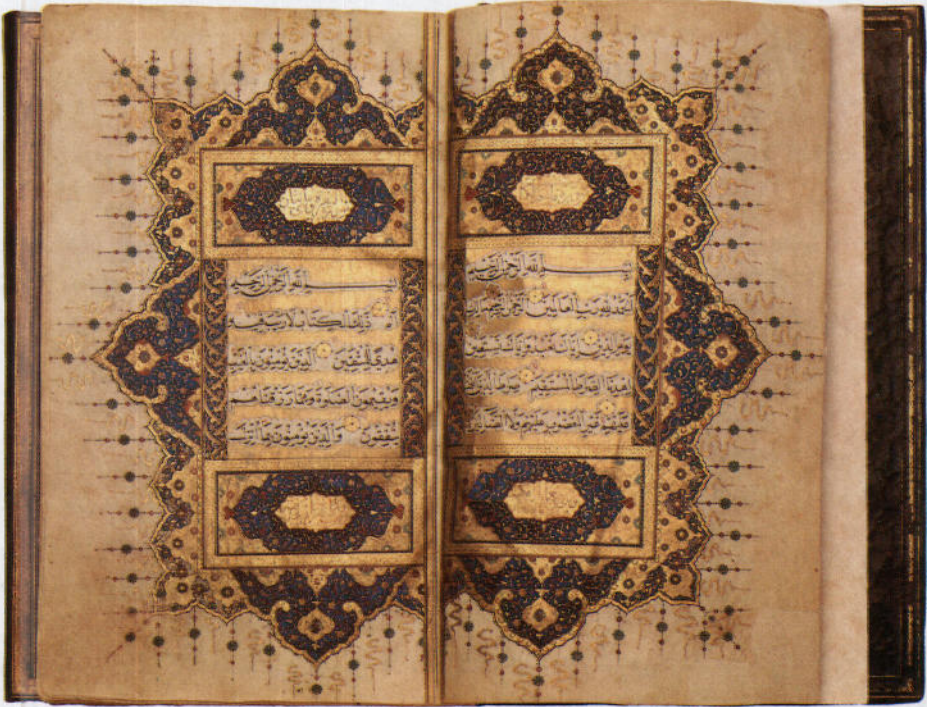 بسم الله الرحمن الرحيم
الحمد لله رب العالمين الرحمن الرحيم ملك
يوم الدين اياك نعبد واياك نستعين
اهدنا الصراط المستقيم صراط الذين انعمت
عليهم غير المغضوب عليهم ولا الضالين
بسم الله الرحمن الرحيم
الم ذلك الكتاب لا ريب فيه
هدى للمتقين الذين يؤمنون بالغيب
ويقيمون الصلوة ومما رزقناهم
ينفقون والذين يؤمنون بما انزل